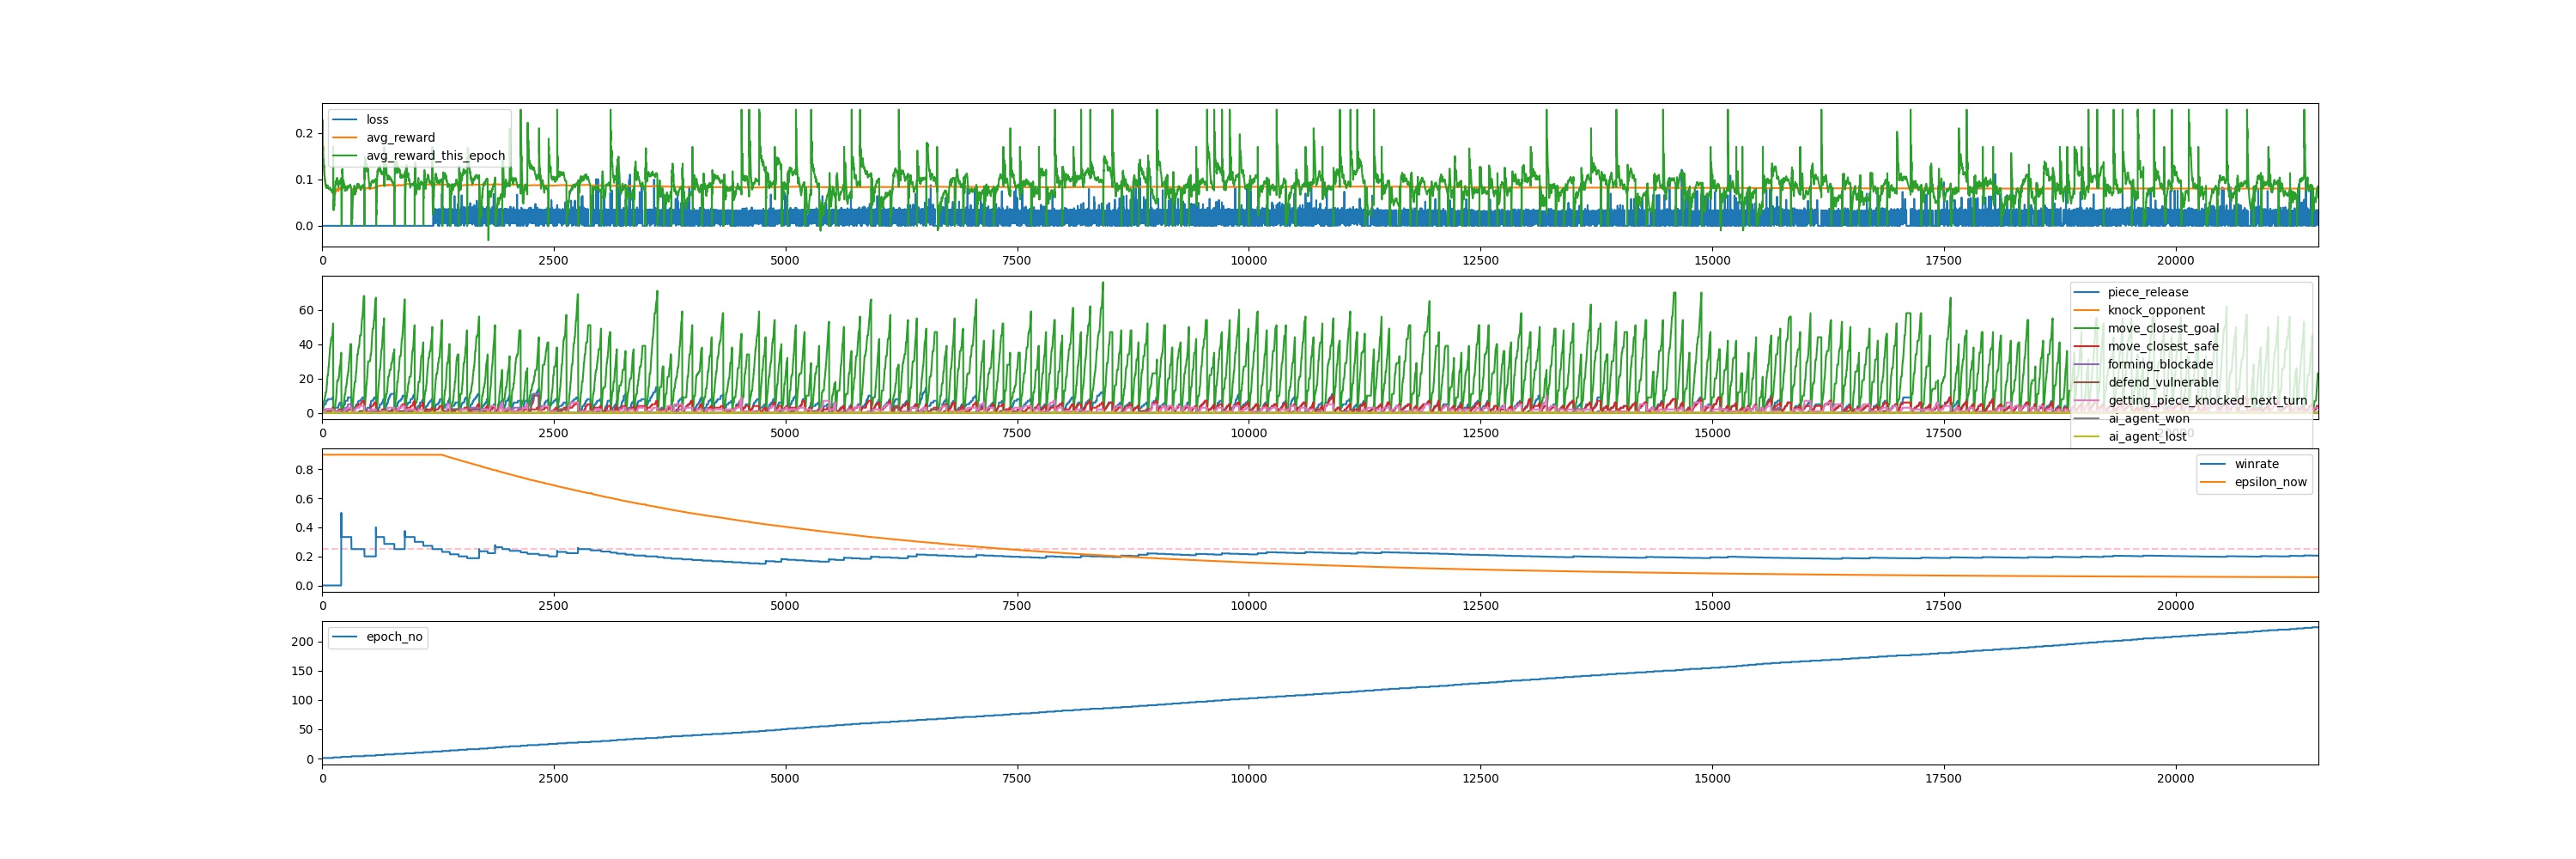 loss
avg_reward
avg_reward_this_epoch
0.2
0.1
0.0
0 2500 5000 7500 10000 12500 15000 17500 20000
piece_release
knock_opponent
move_closest_goal
move_closest_safe
forming_blockade
defend_vulnerable
getting_piece_knocked_next_turn
ai_agent_won
ai_agent_lost
60
40
20
0
0 2500 5000 7500 10000 12500 15000 17500 20000
winrate
epsilon_now
0.8
0.6
0.4
0.2
0.0
0 2500 5000 7500 10000 12500 15000 17500 20000
epoch_no
200
150
100
50
0
0 2500 5000 7500 10000 12500 15000 17500 20000